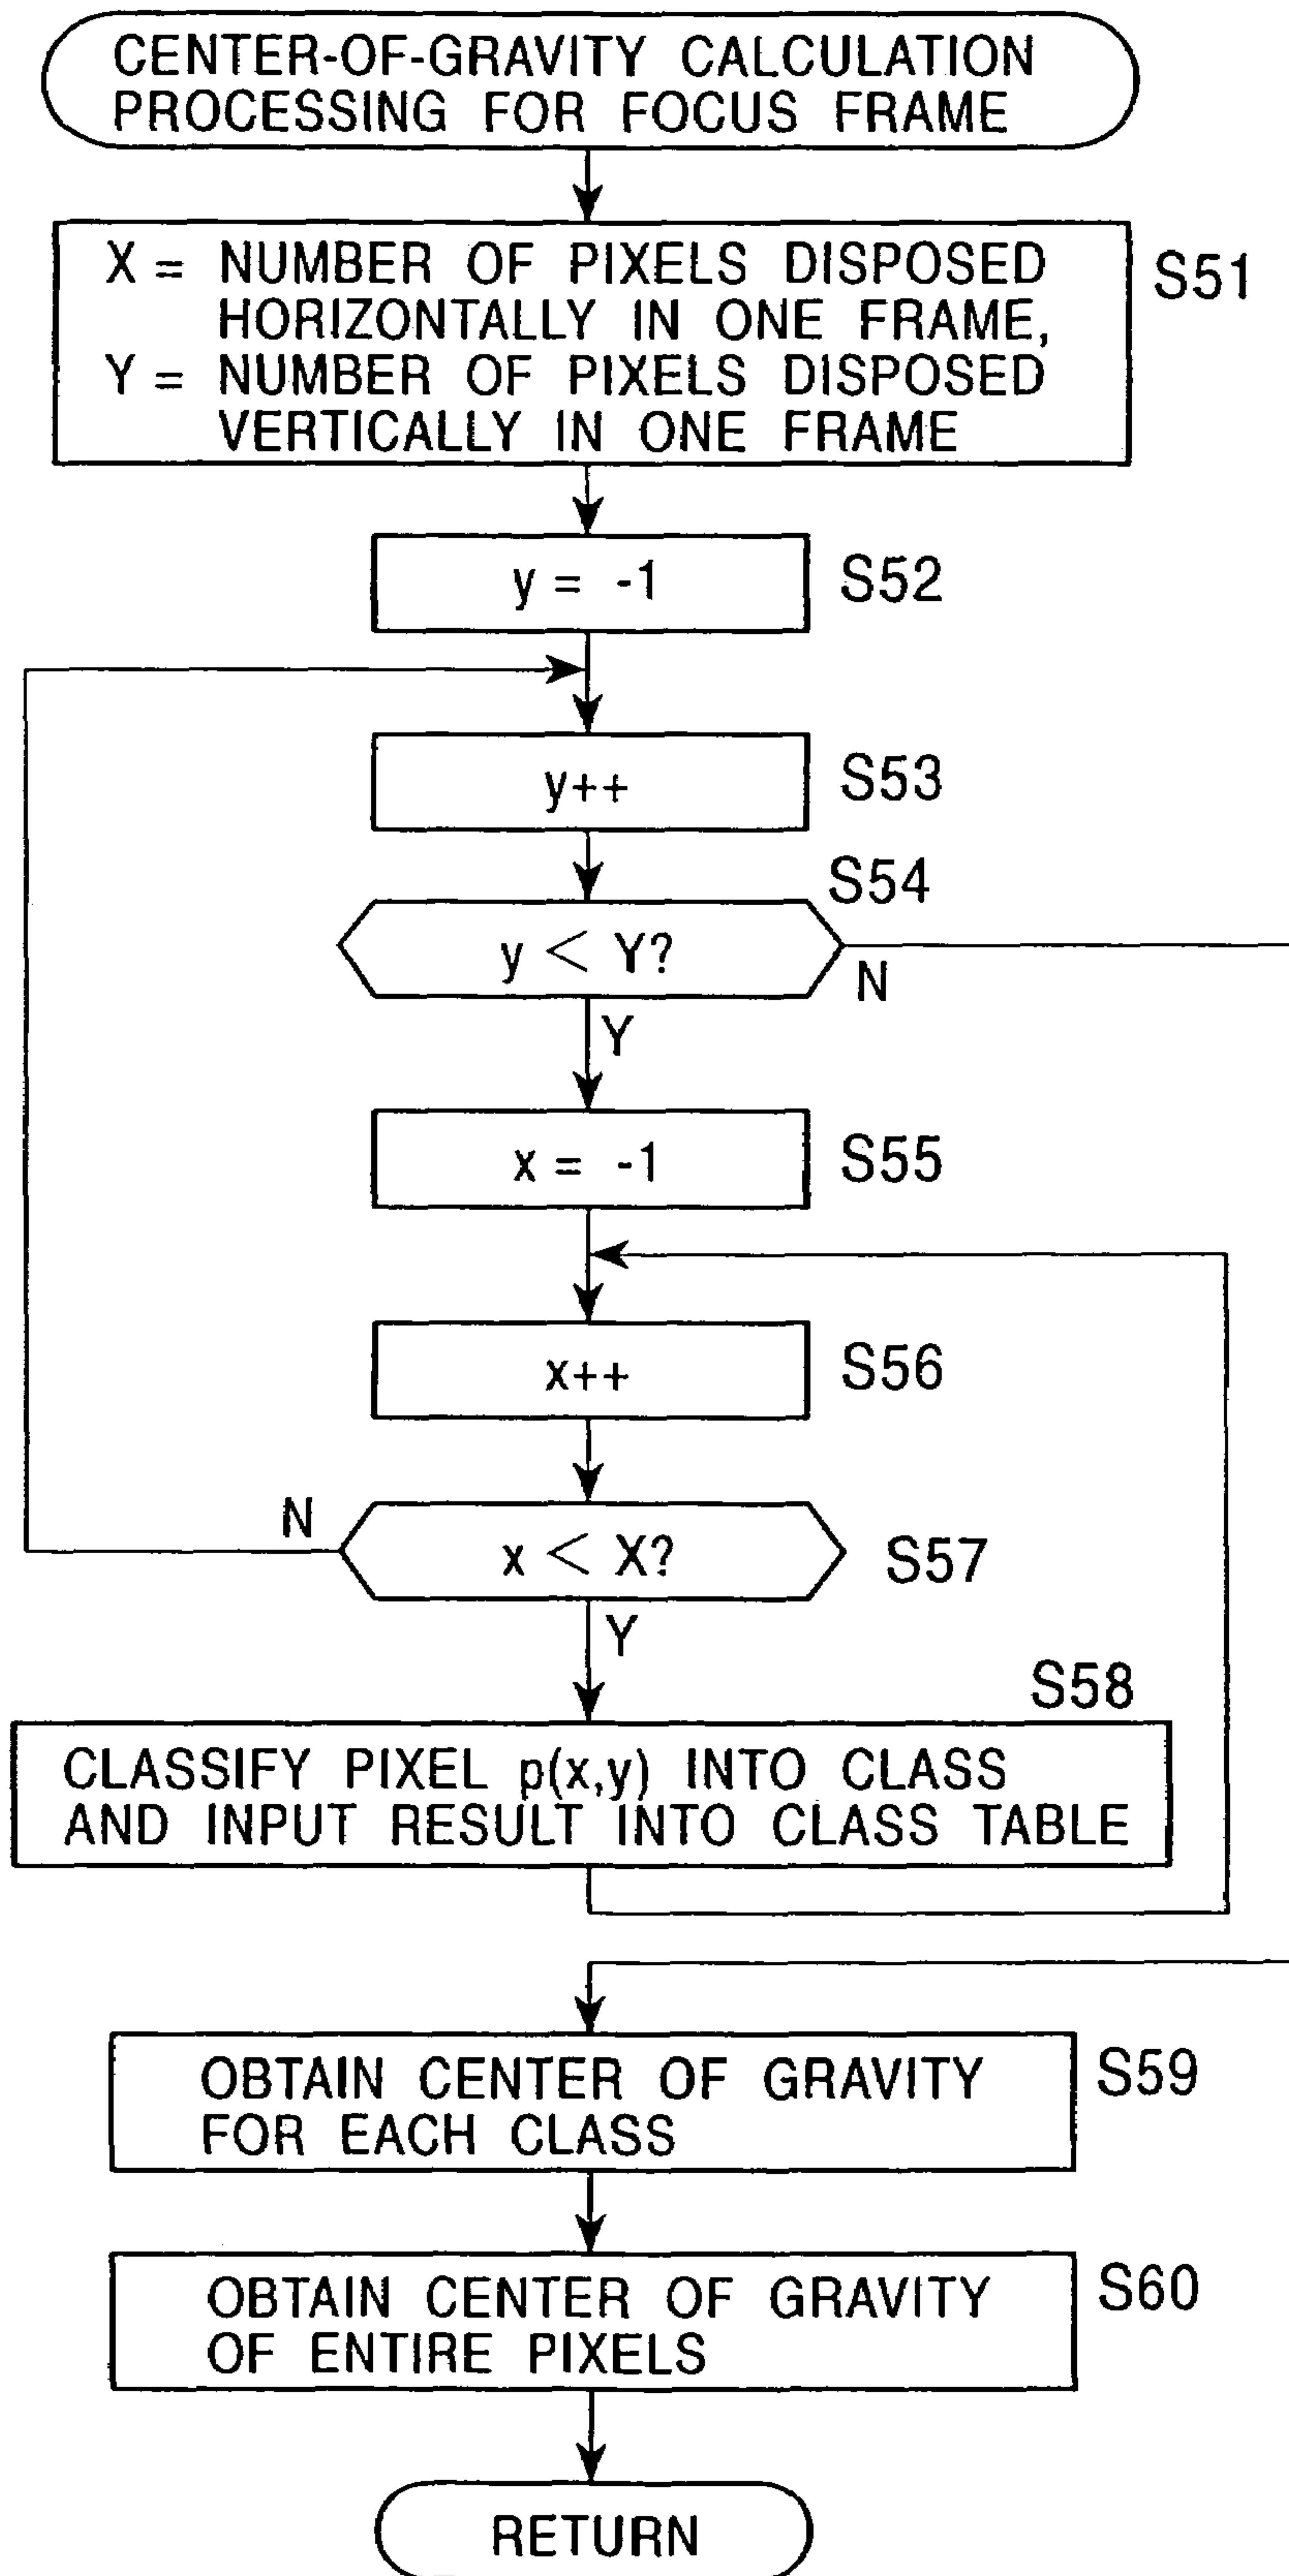 CENTER-OF-GRAVITY CALCULATION
PROCESSING FOR FOCUS FRAME
X = NUMBER OF PIXELS DISPOSED
HORIZONTALLY IN ONE FRAME,
Y = NUMBER OF PIXELS DISPOSED
VERTICALLY IN ONE FRAME
S51
y = -1
S52
y++
S53
S54
y < Y?
N
Y
x = -1
S55
x++
S56
N
x < X?
S57
Y
S58
CLASSIFY PIXEL p(x,y) INTO CLASS
AND INPUT RESULT INTO CLASS TABLE
OBTAIN CENTER OF GRAVITY
FOR EACH CLASS
S59
OBTAIN CENTER OF GRAVITY
OF ENTIRE PIXELS
S60
RETURN